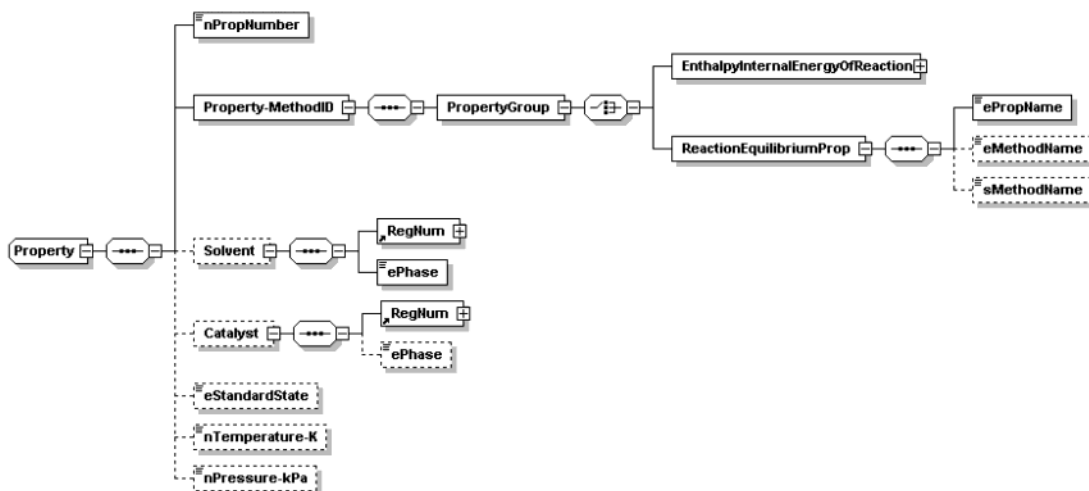 nPropNumber
EnthalpyInternalEnergyOfReaction
Property-MethodID
PropertyGroup
ePropName
ReactionEquilibriumProp
eMethodName
sMethodName
Property
Solvent
RegNum
ePhase
Catalyst
RegNum
ePhase
eStandardState
nTemperature-K
nPressure-kPa